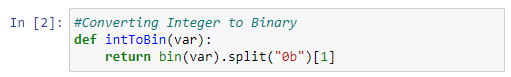 In [2]: #Converting Integer to Binary
def intToBin(var):
    return bin(var).split("0b")[1]